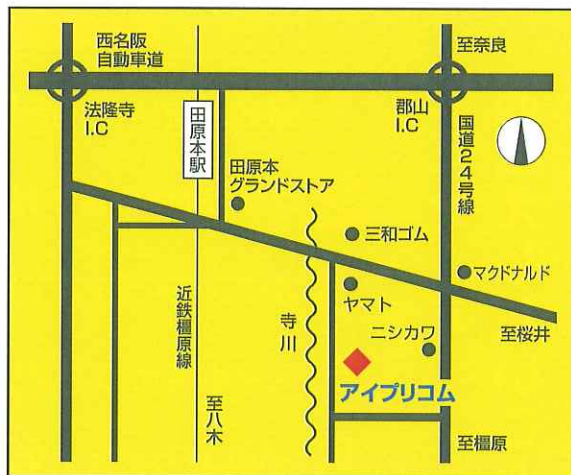 西名阪
自動車道
至奈良
法隆寺
I.C
田原本駅
郡山
I.C
国道24号線
田原本
グランドストア
三和ゴム
マクドナルド
ヤマト
近鉄橿原線
寺川
ニシカワ
至桜井
アイプリコム
至八木
至橿原